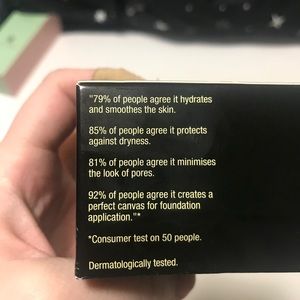 "79% of people agree it hydrates
and smoothes the skin.
85% of people agree it protects
against dryness.
81% of people agree it minimises
the look of pores.
92% of people agree it creates a
perfect canvas for foundation
application."*
*Consumer test on 50 people.
Dermatologically tested.